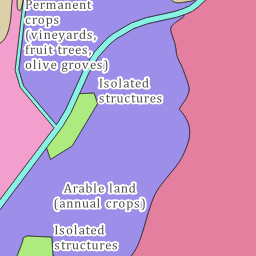 Permanent
crops
(vineyards,
fruit trees,
olive groves)
Isolated
structures
Arable land
(annual crops)
Isolated
structures